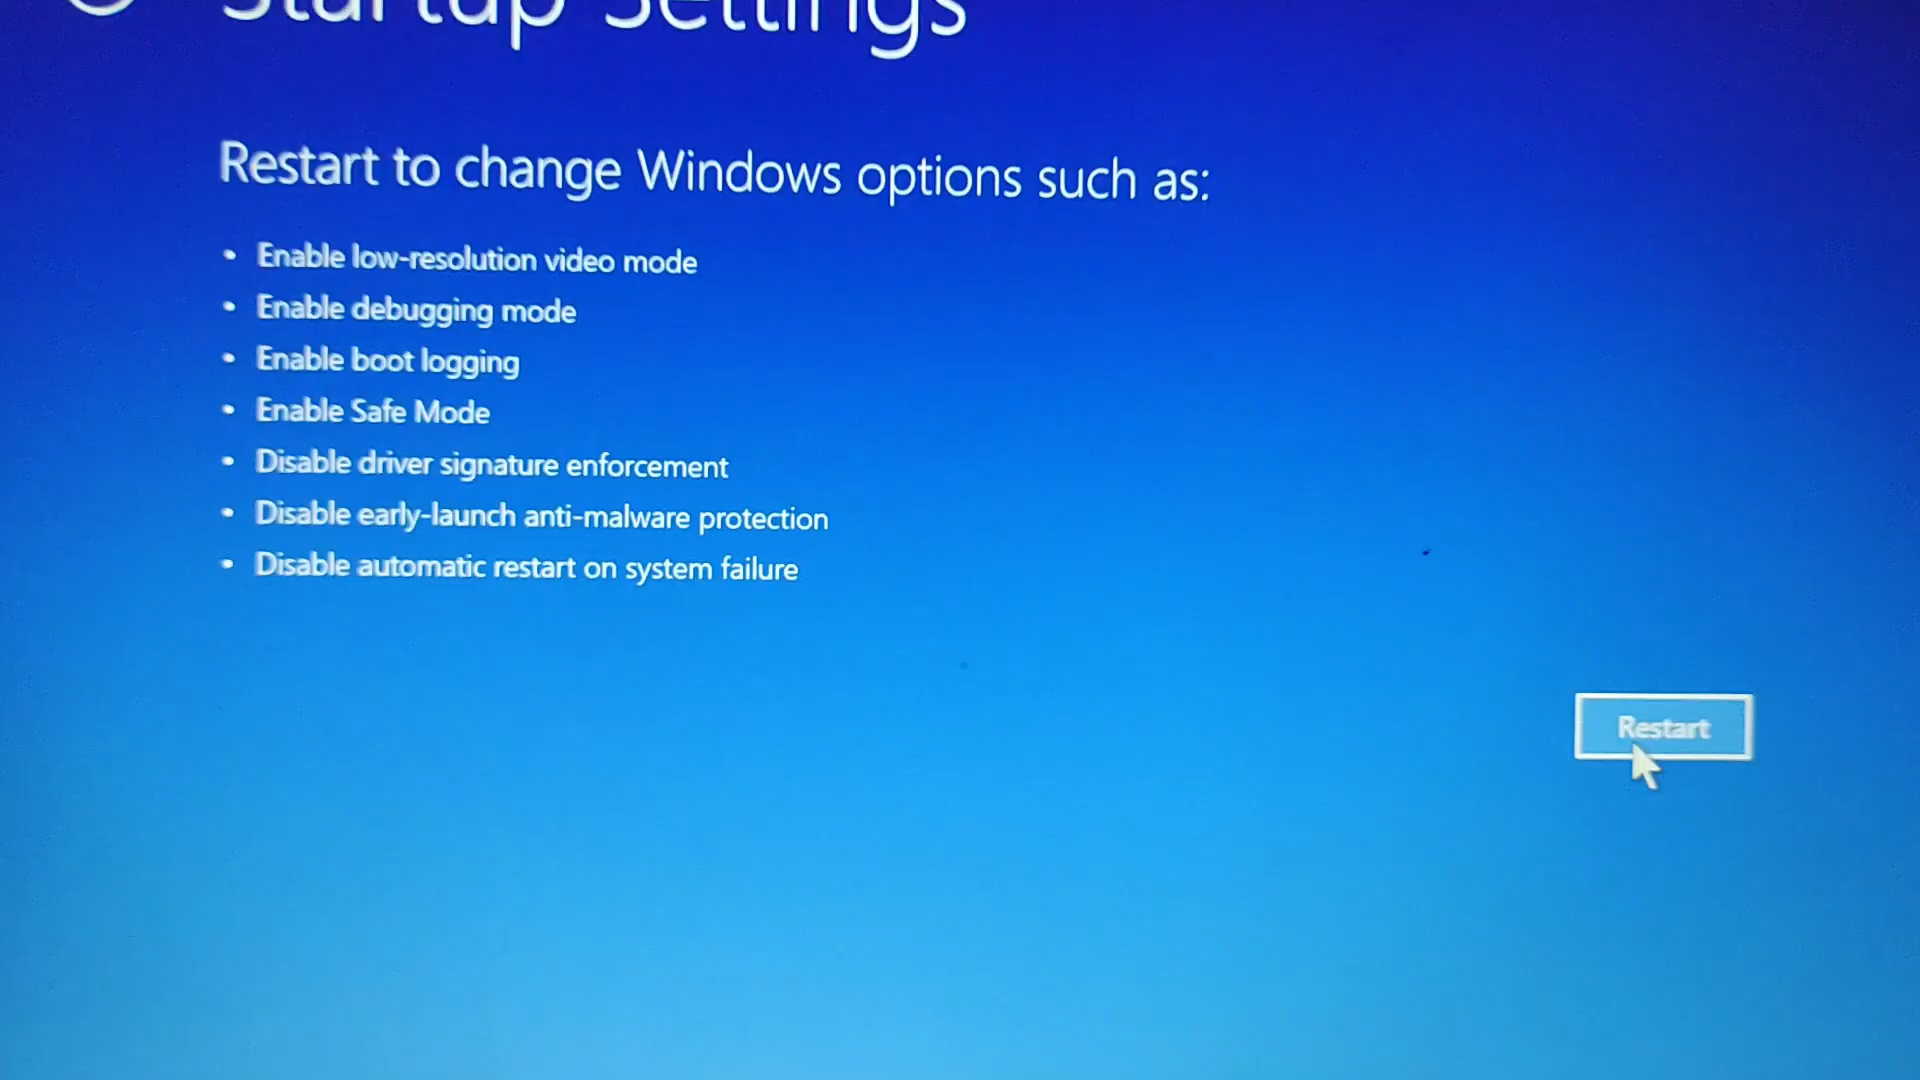 Startup Settings
Restart to change Windows options such as:
• Enable low-resolution video mode
• Enable debugging mode
• Enable boot logging
• Enable Safe Mode
• Disable driver signature enforcement
• Disable early-launch anti-malware protection
• Disable automatic restart on system failure
Restart